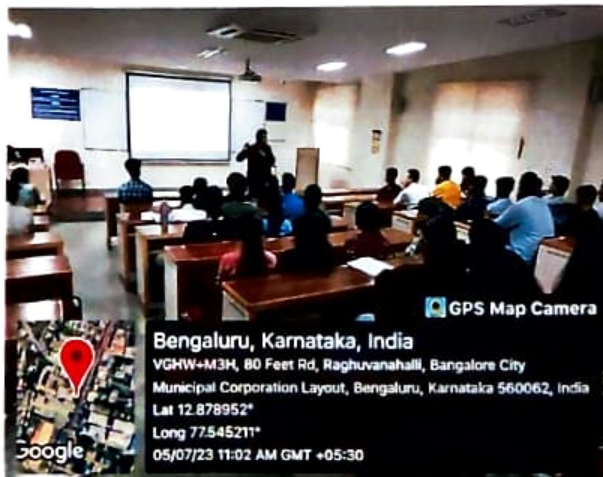 GPS Map Camera
Bengaluru, Karnataka, India
VGHW+M3H, 80 Feet Rd, Raghuvanahalli, Bangalore City
Municipal Corporation Layout, Bengaluru, Karnataka 560062, India
Lat 12.878952°
Long 77.545211°
05/07/23 11:02 AM GMT +05:30
Google